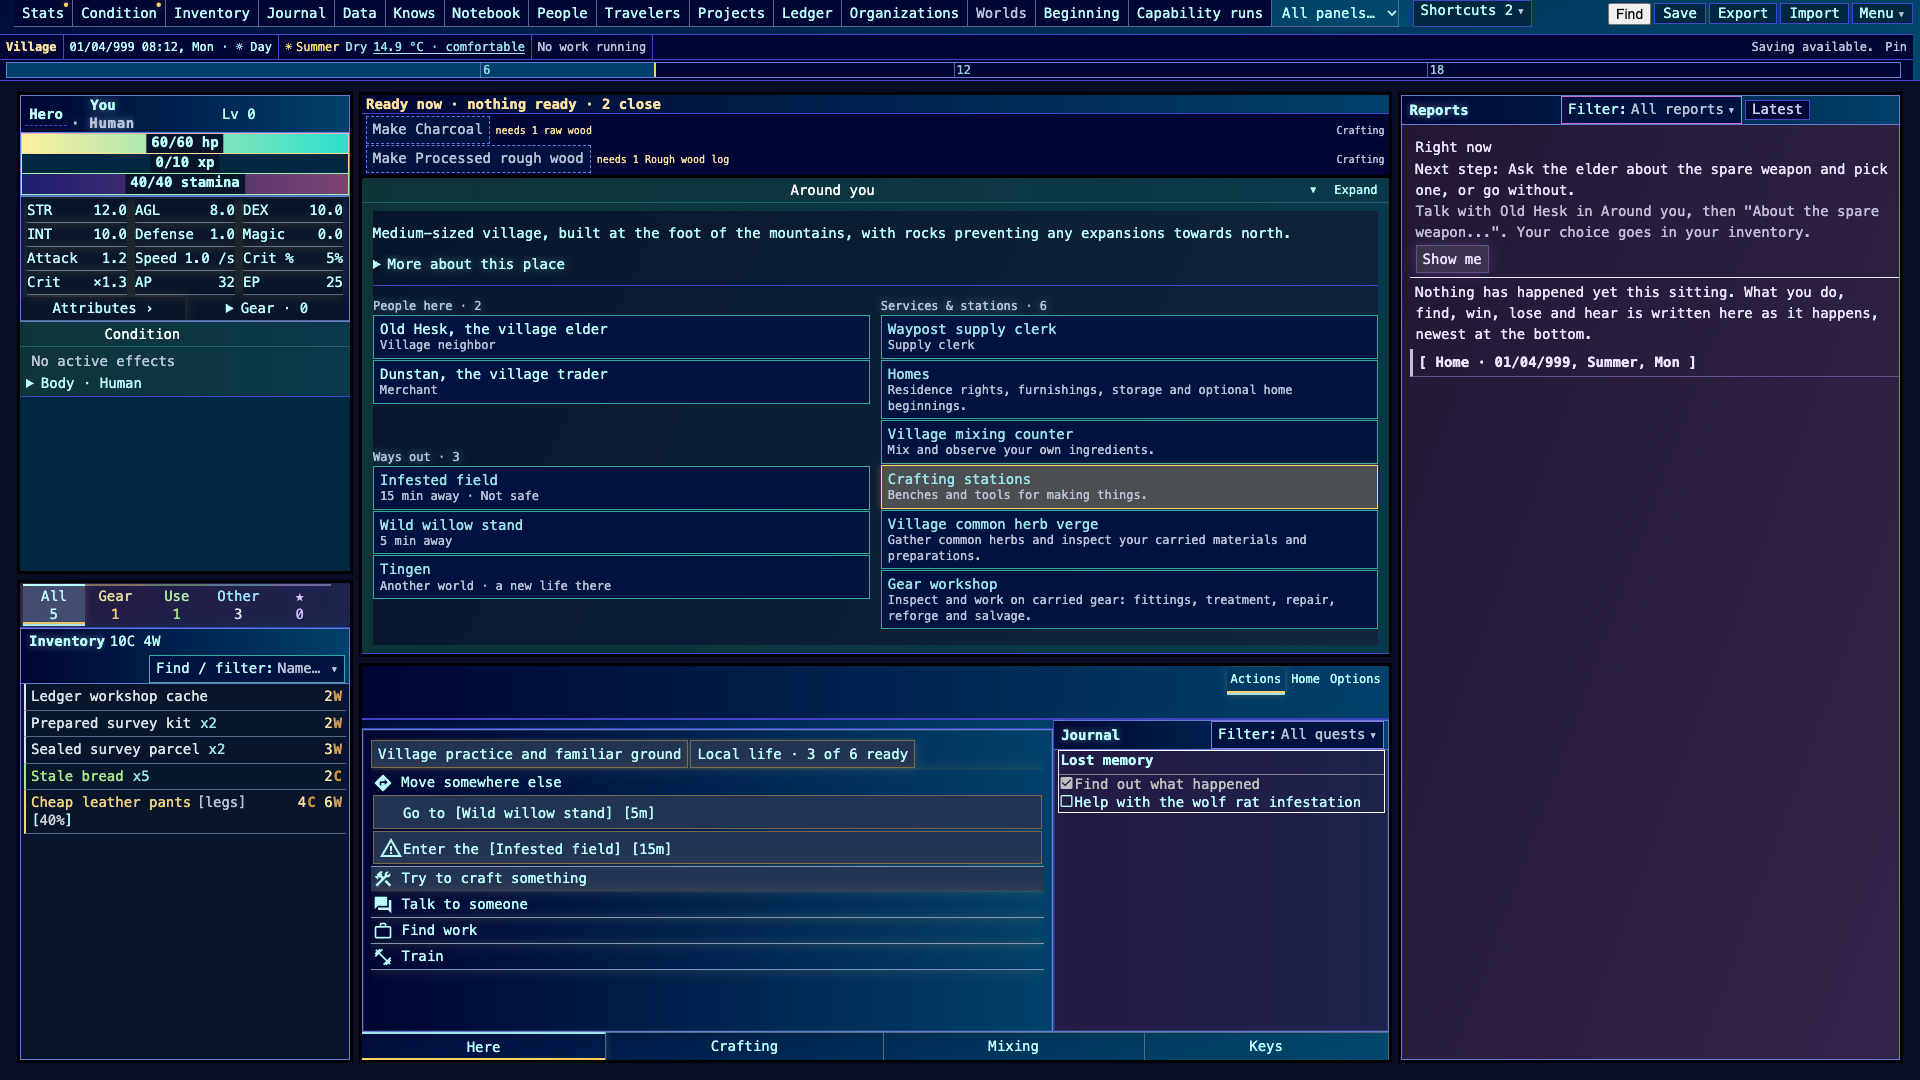 Stats Condition Inventory Journal Data Knows Notebook People Travelers Projects Ledger Organizations Worlds Beginning Capability runs All panels… Shortcuts 2 Find Save Export Import Menu
Village 01/04/999 08:12, Mon · ☀ Day ☀ Summer Dry 14.9 °C · comfortable No work running Saving available. Pin
6 12 18
Hero · You Human Lv 0
60/60 hp
0/10 xp
40/40 stamina
STR 12.0 AGL 8.0 DEX 10.0
INT 10.0 Defense 1.0 Magic 0.0
Attack 1.2 Speed 1.0 /s Crit % 5%
Crit ×1.3 AP 32 EP 25
Attributes › ▶ Gear · 0
Condition
No active effects
▶ Body · Human
All 5 Gear 1 Use 1 Other 3 ★ 0
Inventory 10C 4W
Find / filter: Name… ▾
Ledger workshop cache 2W
Prepared survey kit x2 2W
Sealed survey parcel x2 3W
Stale bread x5 2C
Cheap leather pants [legs] 4C 6W
[40%]
Ready now · nothing ready · 2 close
Make Charcoal needs 1 raw wood Crafting
Make Processed rough wood needs 1 Rough wood log Crafting
Around you ▾ Expand
Medium-sized village, built at the foot of the mountains, with rocks preventing any expansions towards north.
▶ More about this place
People here · 2
Old Hesk, the village elder
Village neighbor
Dunstan, the village trader
Merchant
Ways out · 3
Infested field
15 min away · Not safe
Wild willow stand
5 min away
Tingen
Another world · a new life there
Services & stations · 6
Waypost supply clerk
Supply clerk
Homes
Residence rights, furnishings, storage and optional home
beginnings.
Village mixing counter
Mix and observe your own ingredients.
Crafting stations
Benches and tools for making things.
Village common herb verge
Gather common herbs and inspect your carried materials and
preparations.
Gear workshop
Inspect and work on carried gear: fittings, treatment, repair,
reforge and salvage.
Actions Home Options
Village practice and familiar ground Local life · 3 of 6 ready
Move somewhere else
Go to [Wild willow stand] [5m]
Enter the [Infested field] [15m]
Try to craft something
Talk to someone
Find work
Train
Journal Filter: All quests ▾
Lost memory
Find out what happened
Help with the wolf rat infestation
Here Crafting Mixing Keys
Reports Filter: All reports ▾ Latest
Right now
Next step: Ask the elder about the spare weapon and pick
one, or go without.
Talk with Old Hesk in Around you, then "About the spare
weapon...". Your choice goes in your inventory.
Show me
Nothing has happened yet this sitting. What you do,
find, win, lose and hear is written here as it happens,
newest at the bottom.
[ Home · 01/04/999, Summer, Mon ]